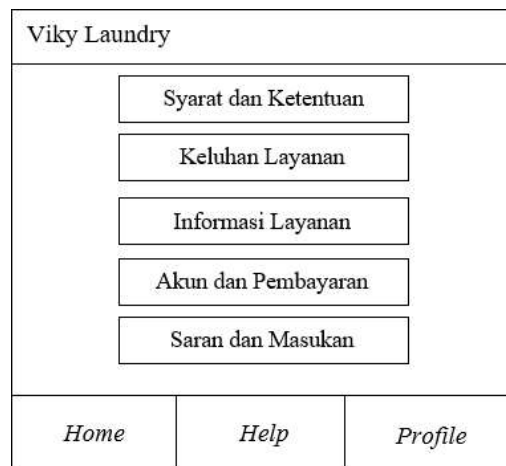 Viky Laundry
Syarat dan Ketentuan
Keluhan Layanan
Informasi Layanan
Akun dan Pembayaran
Saran dan Masukan
Home Help Profile